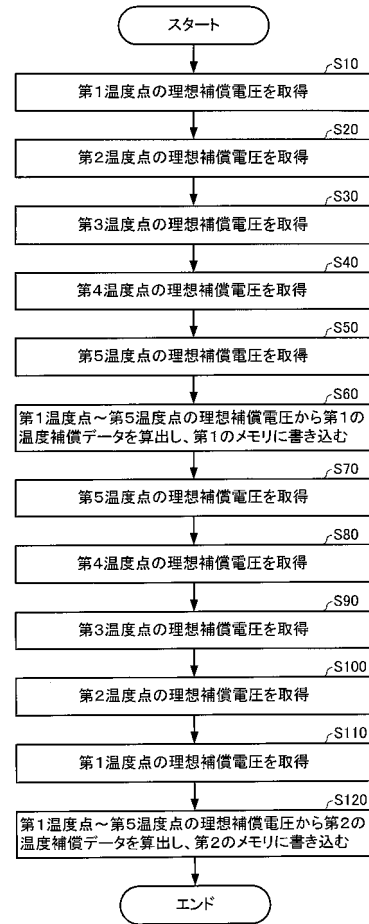 スタート
S10
第1温度点の理想補償電圧を取得
S20
第2温度点の理想補償電圧を取得
S30
第3温度点の理想補償電圧を取得
S40
第4温度点の理想補償電圧を取得
S50
第5温度点の理想補償電圧を取得
S60
第1温度点～第5温度点の理想補償電圧から第1の
温度補償データを算出し、第1のメモリに書き込む
S70
第5温度点の理想補償電圧を取得
S80
第4温度点の理想補償電圧を取得
S90
第3温度点の理想補償電圧を取得
S100
第2温度点の理想補償電圧を取得
S110
第1温度点の理想補償電圧を取得
S120
第1温度点～第5温度点の理想補償電圧から第2の
温度補償データを算出し、第2のメモリに書き込む
エンド